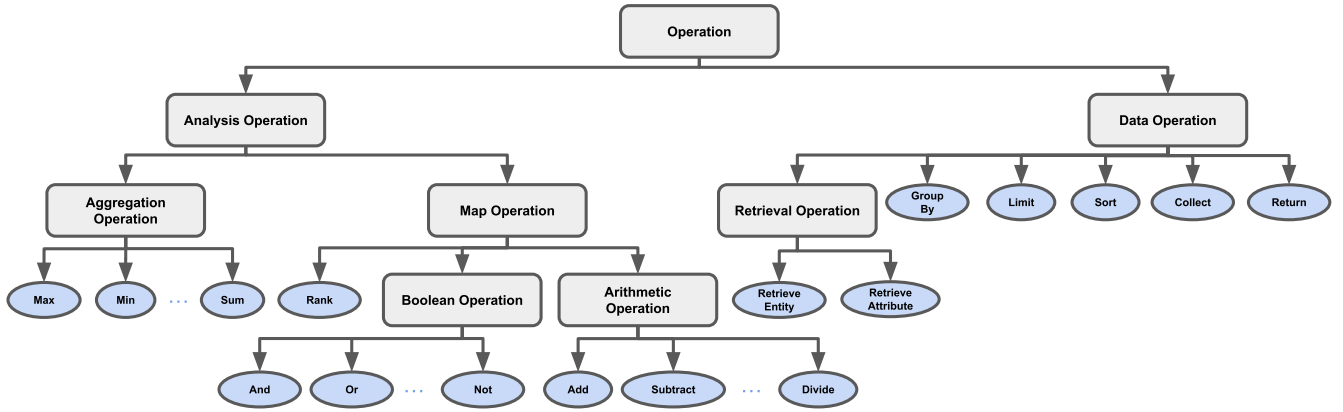 Operation
Analysis Operation
Data Operation
Aggregation
Operation
Map Operation
Retrieval Operation
Group
By
Limit
Sort
Collect
Return
Max
Min
...
Sum
Rank
Boolean Operation
Arithmetic
Operation
Retrieve
Entity
Retrieve
Attribute
And
Or
...
Not
Add
Subtract
...
Divide